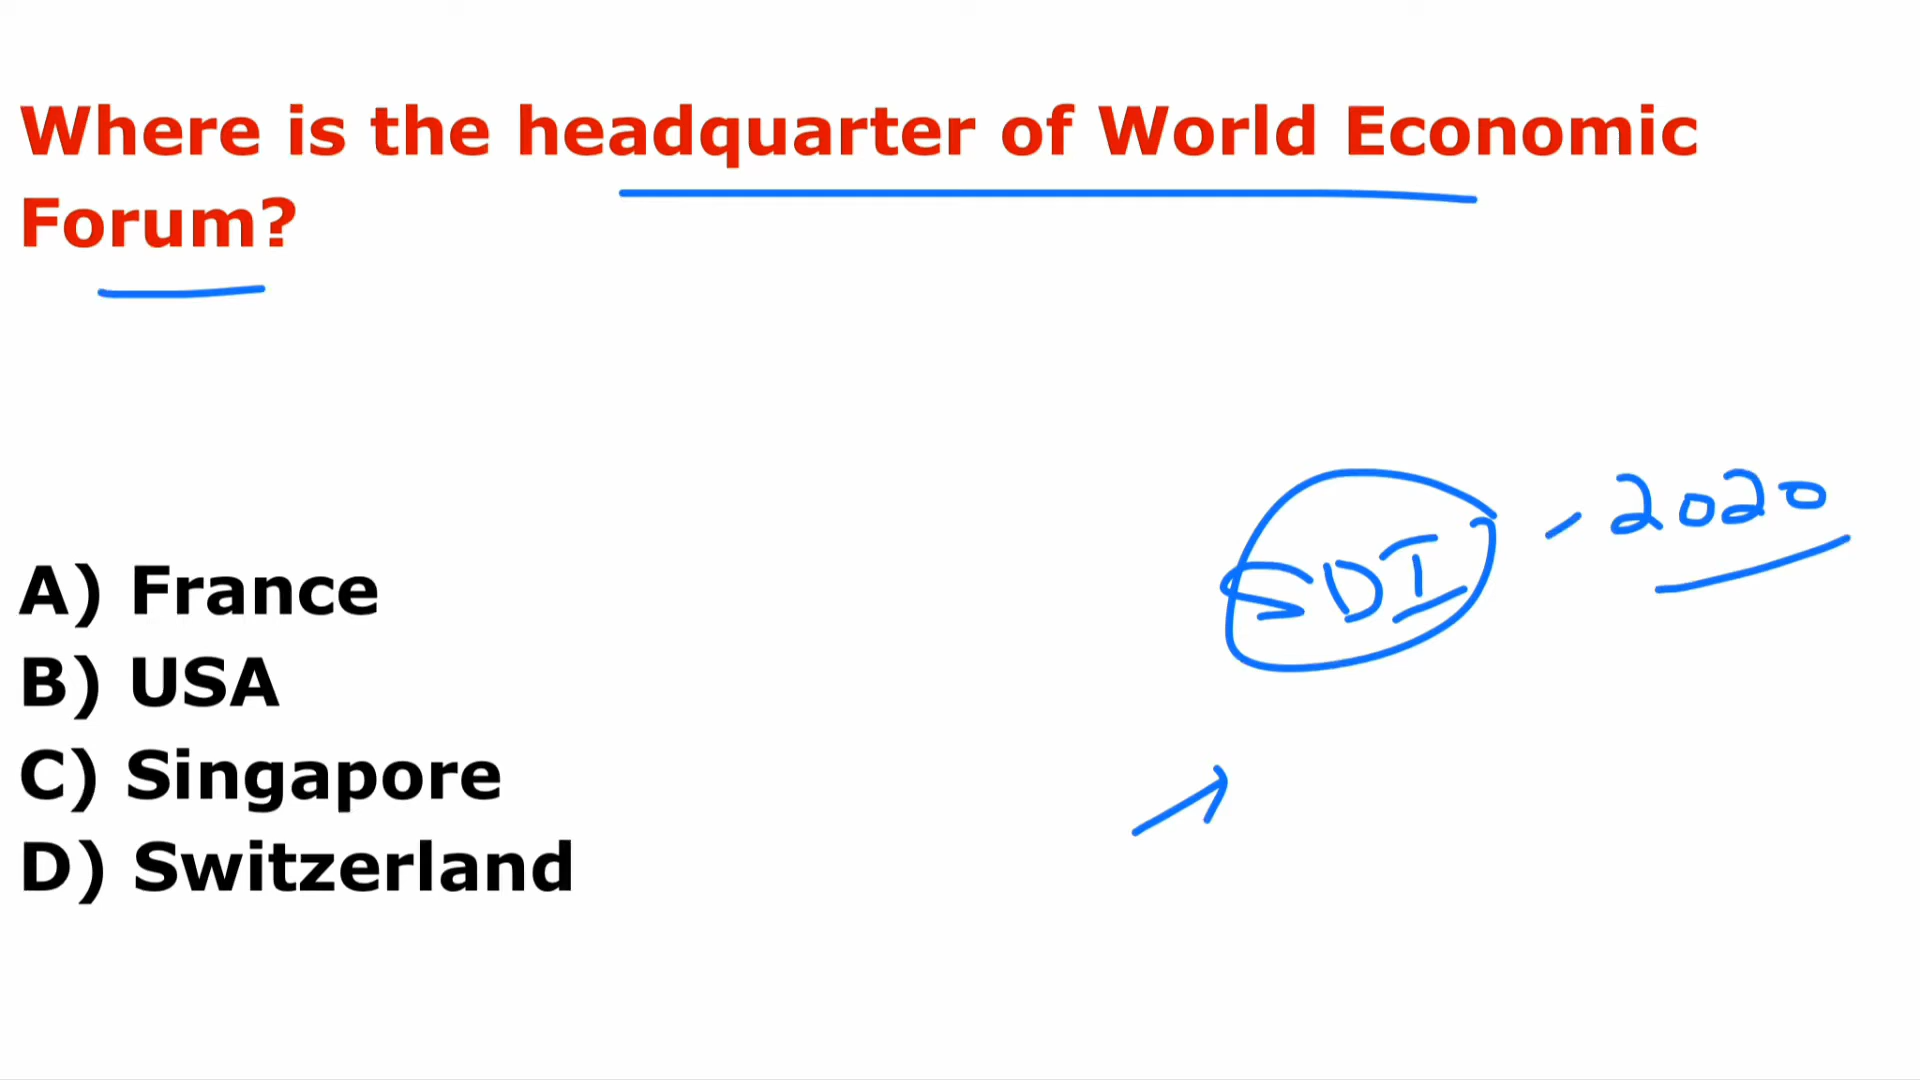 Where is the headquarter of World Economic
Forum?
SDI - 2020
A) France
B) USA
C) Singapore
D) Switzerland